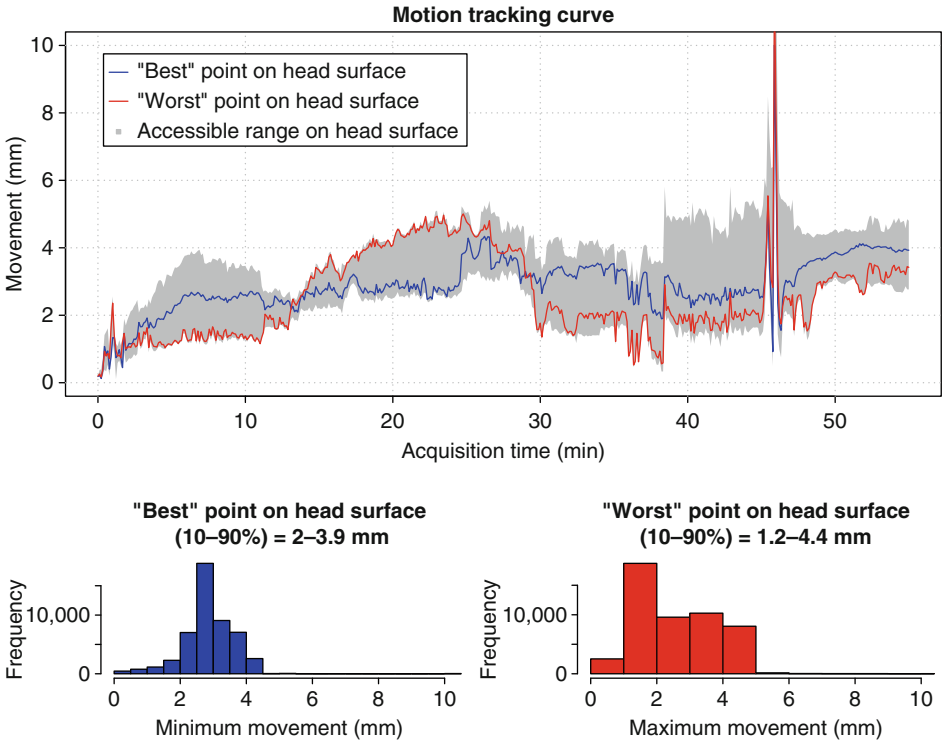 Motion tracking curve
10
8
6
4
2
0
Movement (mm)
"Best" point on head surface
"Worst" point on head surface
Accessible range on head surface
0 10 20 30 40 50
Acquisition time (min)
"Best" point on head surface
(10–90%) = 2–3.9 mm
Frequency
10,000
0
0 2 4 6 8 10
Minimum movement (mm)
"Worst" point on head surface
(10–90%) = 1.2–4.4 mm
Frequency
10,000
0
0 2 4 6 8 10
Maximum movement (mm)